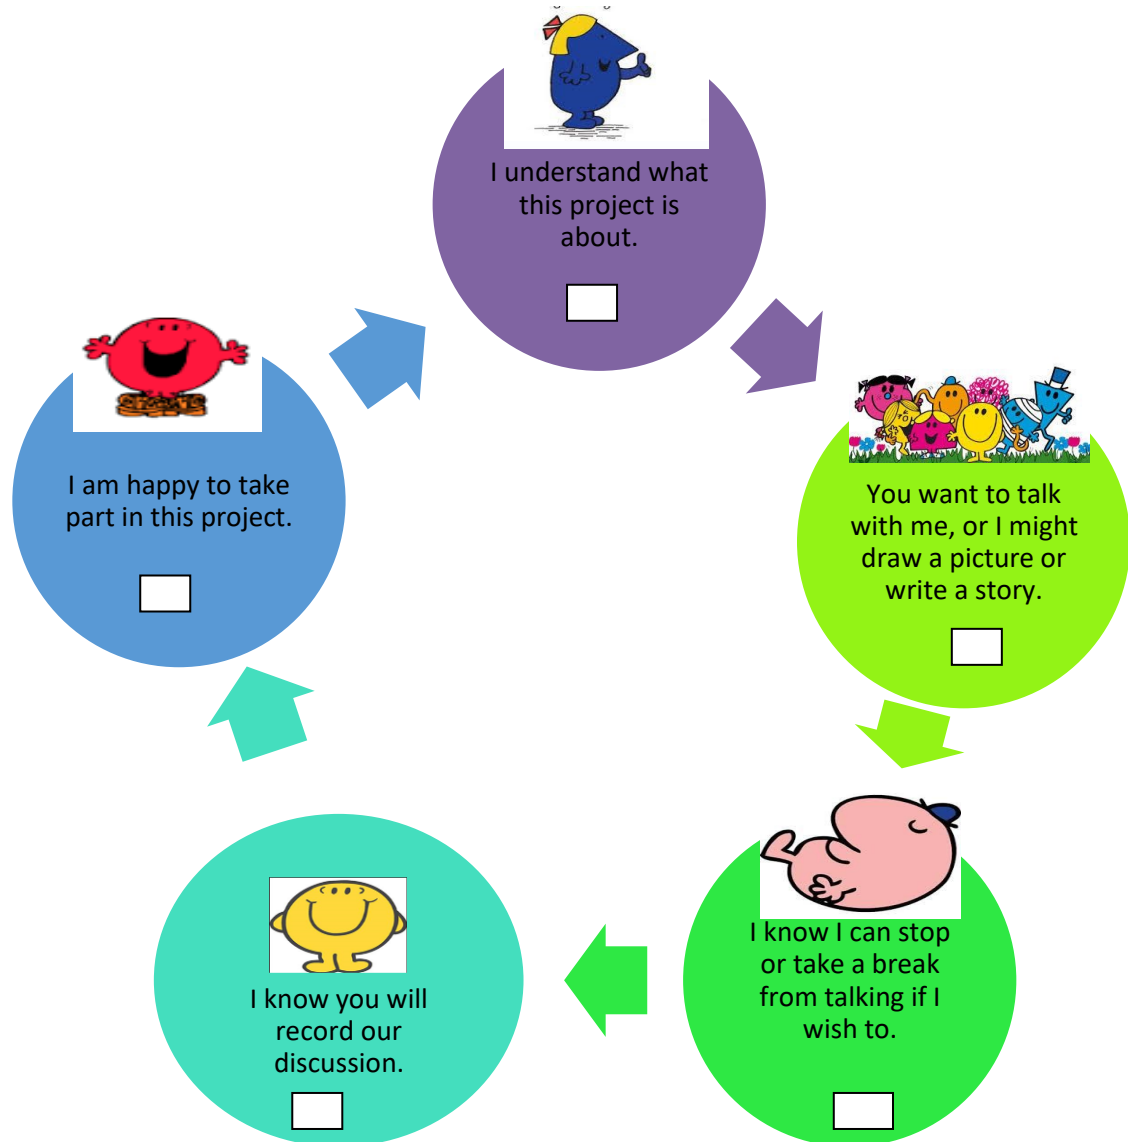 I understand what
this project is
about.
You want to talk
with me, or I might
draw a picture or
write a story.
I know I can stop
or take a break
from talking if I
wish to.
I know you will
record our
discussion.
I am happy to take
part in this project.